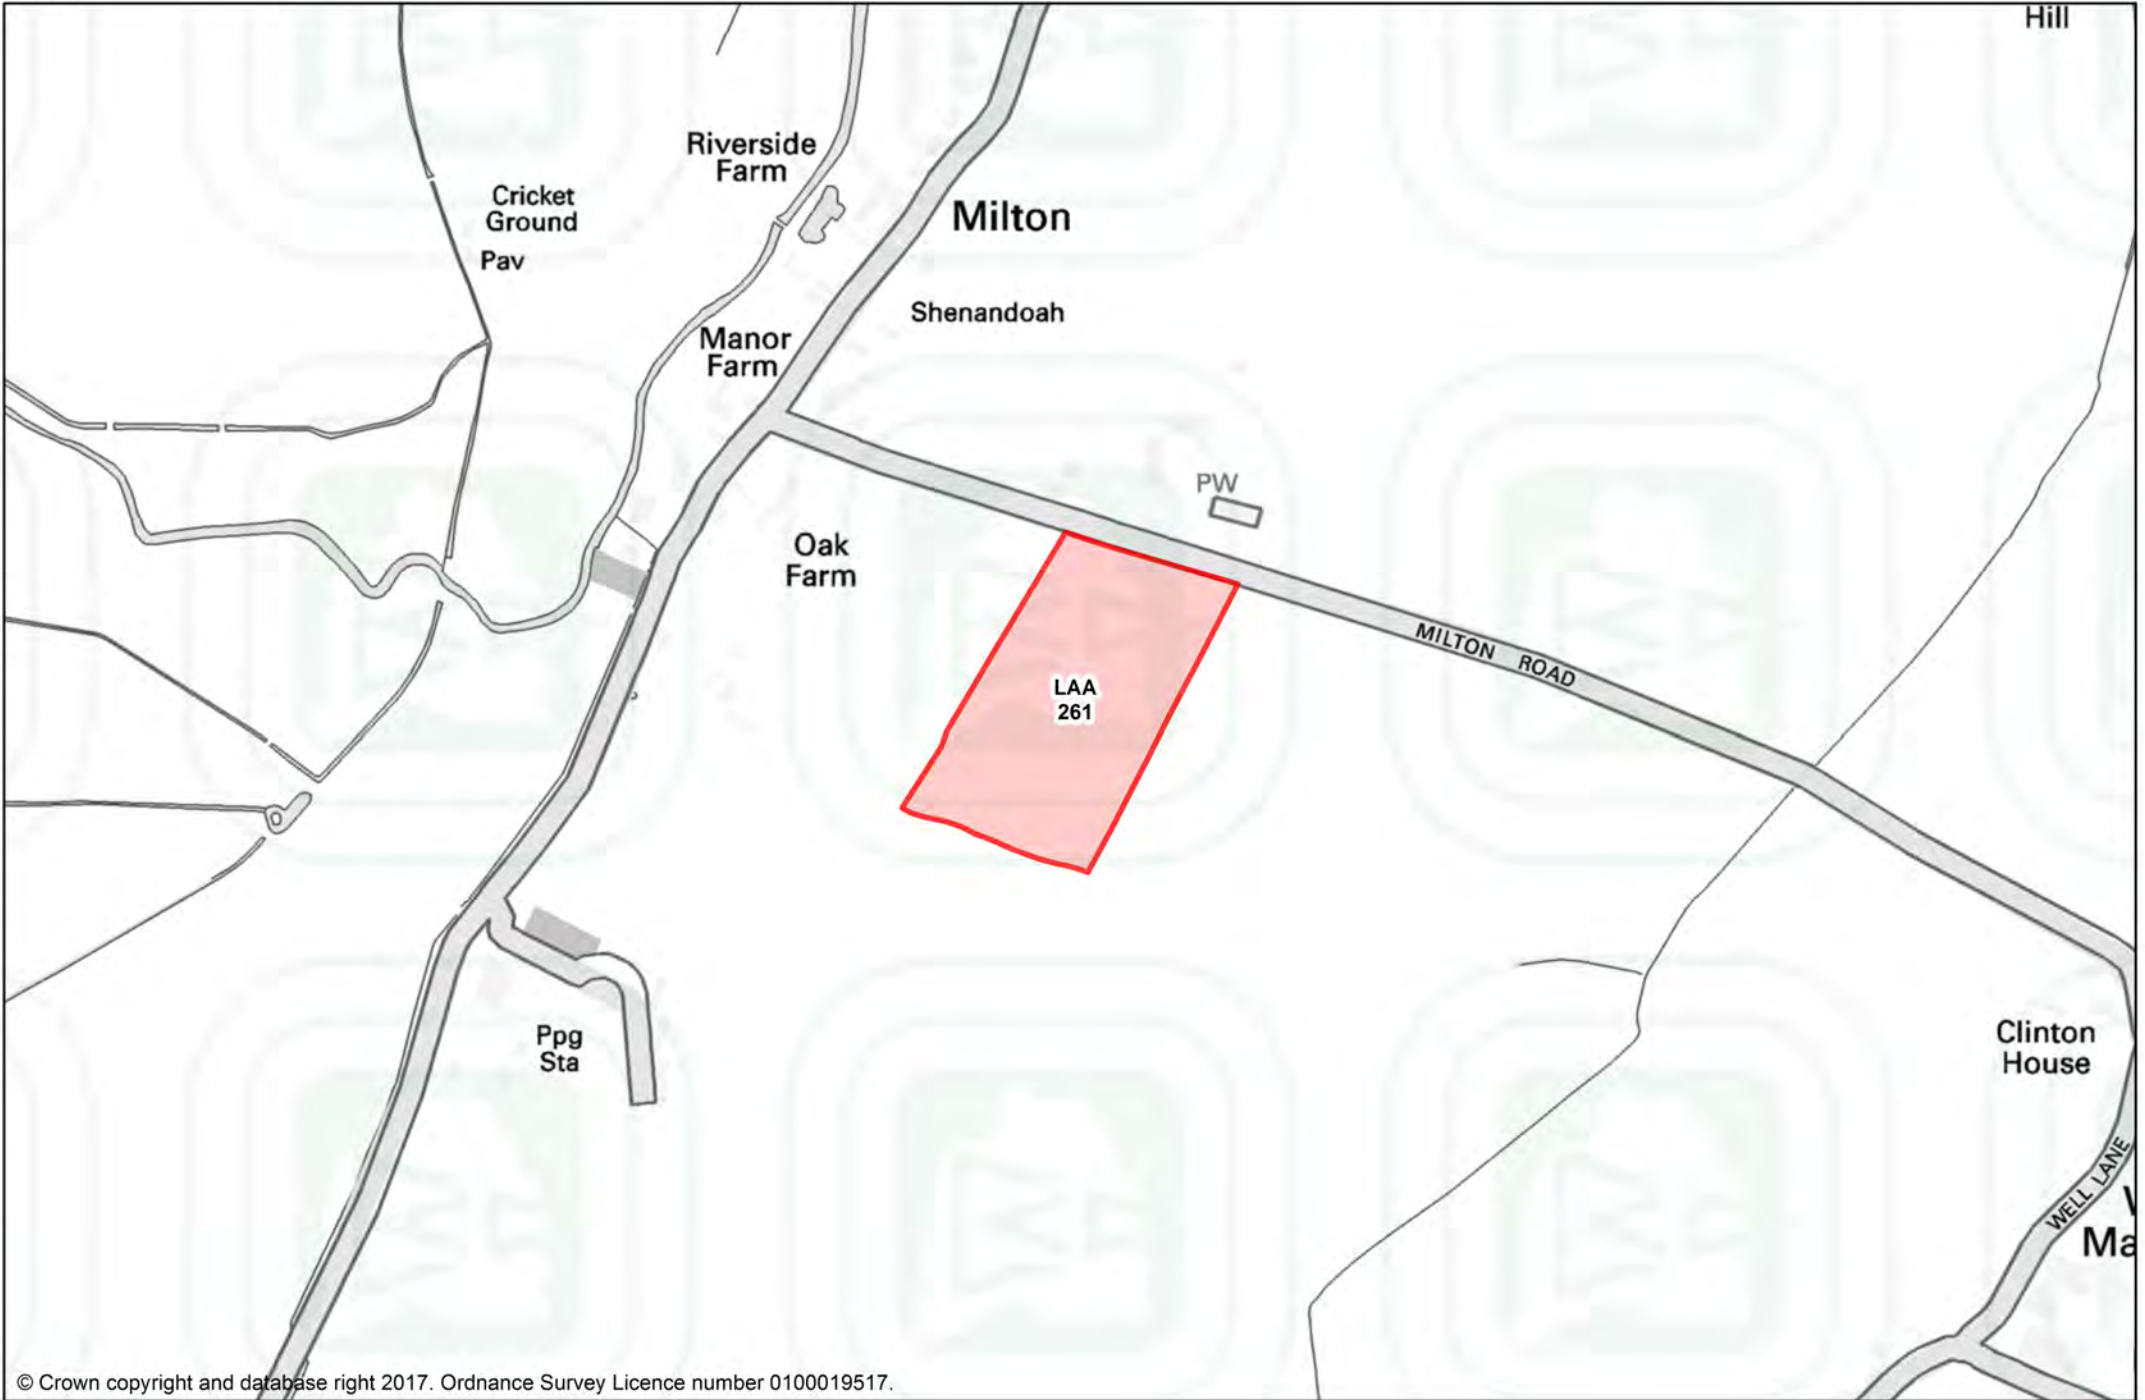 Hill
Riverside
Farm
Cricket
Ground
Pav
Milton
Shenandoah
Manor
Farm
PW
Oak
Farm
MILTON ROAD
LAA
261
Ppg
Sta
Clinton
House
WELL LANE
Ma
© Crown copyright and database right 2017. Ordnance Survey Licence number 0100019517.